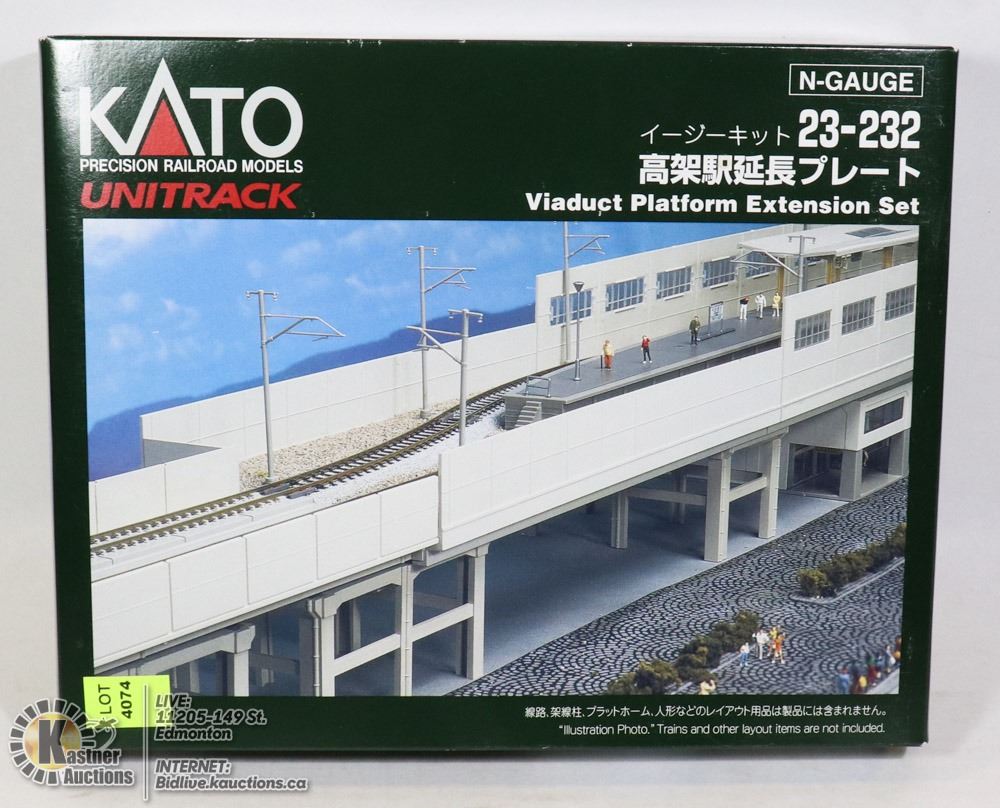 KATO
PRECISION RAILROAD MODELS
UNITRACK
N-GAUGE
イージーキット 23-232
高架駅延長プレート
Viaduct Platform Extension Set
線路、架線柱、プラットホーム、人形などのレイアウト用品は製品には含まれません。
"Illustration Photo." Trains and other layout items are not included.
LOT
4074
Kastner
Auctions
LIVE:
11205-149 St.
Edmonton
INTERNET:
Bidlive.kauctions.ca